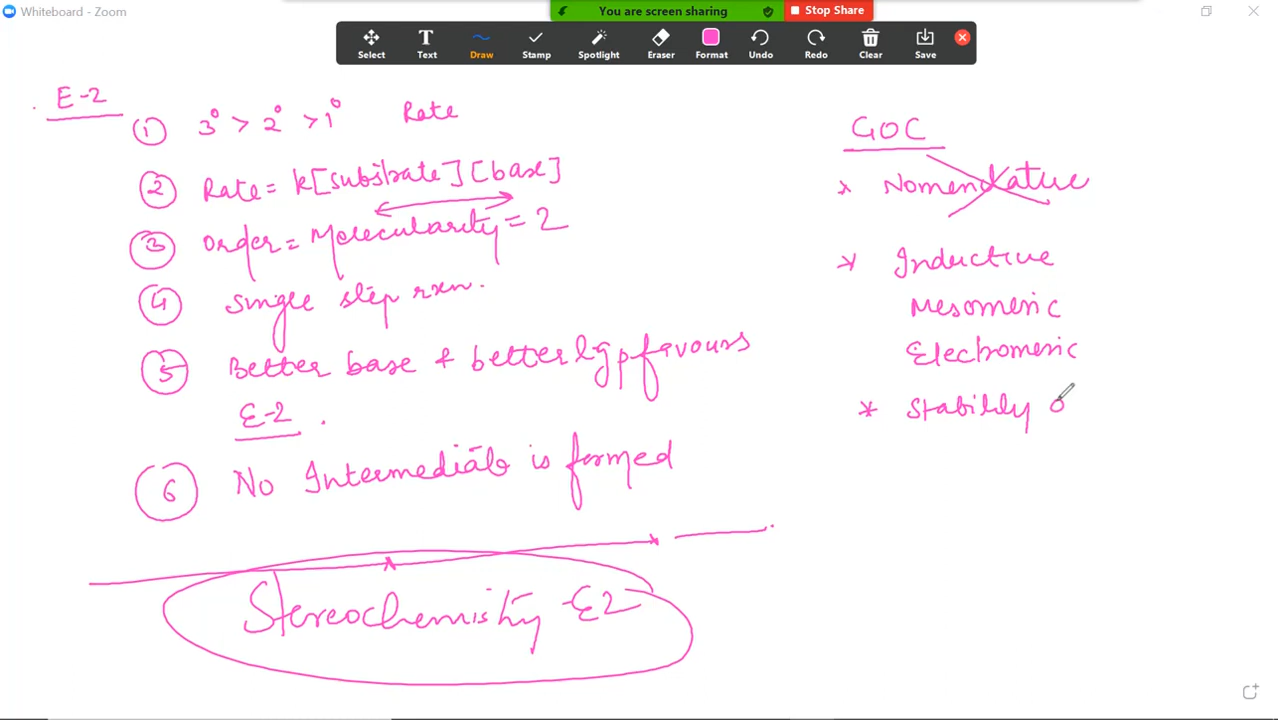 Whiteboard - Zoom
You are screen sharing
Stop Share
Select
Text
Draw
Stamp
Spotlight
Eraser
Format
Undo
Redo
Clear
Save
E-2
① 3° > 2° > 1° Rate
② Rate = k[substrate][base]
③ Order = Molecularity = 2
④ Single step rxn.
⑤ Better base + better lgp favours
E-2.
⑥ No Intermediate is formed
Stereochemistry - E2
GOC
* Nomenclature
* Inductive
Mesomeric
Electromeric
* Stability o